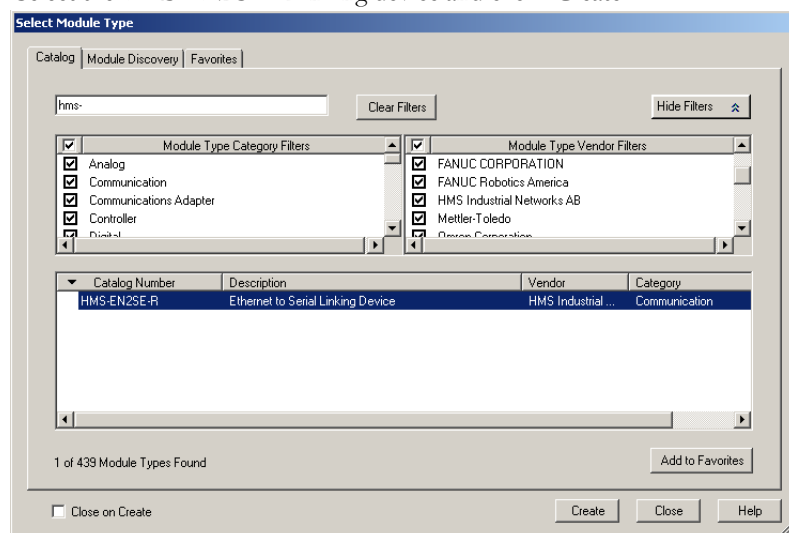 Select Module Type
Catalog Module Discovery Favorites
hms- Clear Filters Hide Filters
Module Type Category Filters Module Type Vendor Filters
Analog FANUC CORPORATION
Communication FANUC Robotics America
Communications Adapter HMS Industrial Networks AB
Controller Mettler-Toledo
Digital Omron Corporation
Catalog Number Description Vendor Category
HMS-EN2SE-R Ethernet to Serial Linking Device HMS Industrial ... Communication
1 of 439 Module Types Found Add to Favorites
Close on Create Create Close Help